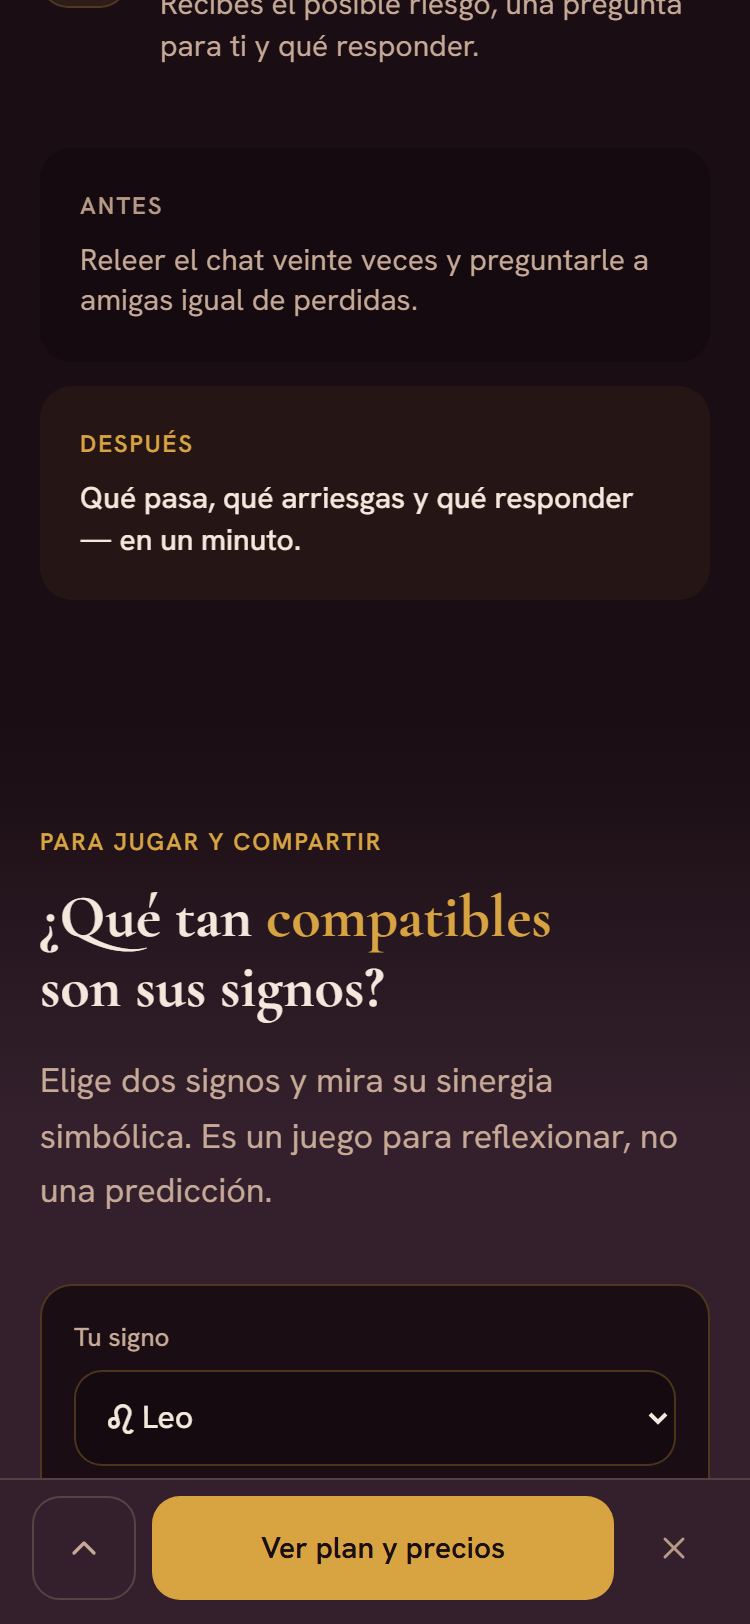 Recibes el posible riesgo, una pregunta
para ti y qué responder.
ANTES
Releer el chat veinte veces y preguntarle a
amigas igual de perdidas.
DESPUÉS
Qué pasa, qué arriesgas y qué responder
— en un minuto.
PARA JUGAR Y COMPARTIR
¿Qué tan compatibles
son sus signos?
Elige dos signos y mira su sinergia
simbólica. Es un juego para reflexionar, no
una predicción.
Tu signo
♌ Leo
Ver plan y precios